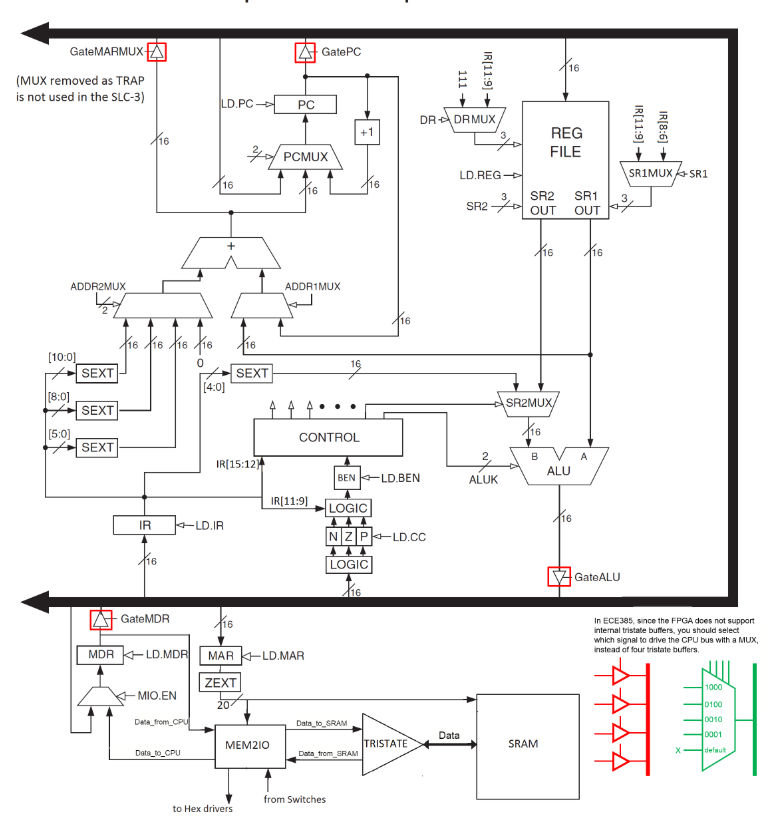 GateMARMUX
GatePC
(MUX removed as TRAP
is not used in the SLC-3)
16
IR[11:9]
111
LD.PC
PC
+1
DR
DRMUX
3
REG
FILE
IR[11:9]
IR[8:6]
16
2
PCMUX
LD.REG
SR1MUX
SR1
16
16
16
SR2
3
SR2
OUT
SR1
OUT
3
+
16
16
ADDR2MUX
2
ADDR1MUX
16
[10:0]
16
16
16
16
16
SEXT
0
[4:0]
SEXT
16
[8:0]
SEXT
SR2MUX
[5:0]
SEXT
CONTROL
16
B
A
IR[15:12]
BEN
LD.BEN
2
ALUK
ALU
IR[11:9]
LOGIC
IR
LD.IR
N
Z
P
LD.CC
16
16
LOGIC
16
GateALU
GateMDR
16
In ECE385, since the FPGA does not support
internal tristate buffers, you should select
which signal to drive the CPU bus with a MUX,
instead of four tristate buffers.
MDR
LD.MDR
MAR
LD.MAR
ZEXT
MIO.EN
20
1000
0100
0010
0001
X
default
Data_from_CPU
Data_to_SRAM
Data_to_CPU
MEM2IO
Data_from_SRAM
TRISTATE
Data
SRAM
to Hex drivers
from Switches